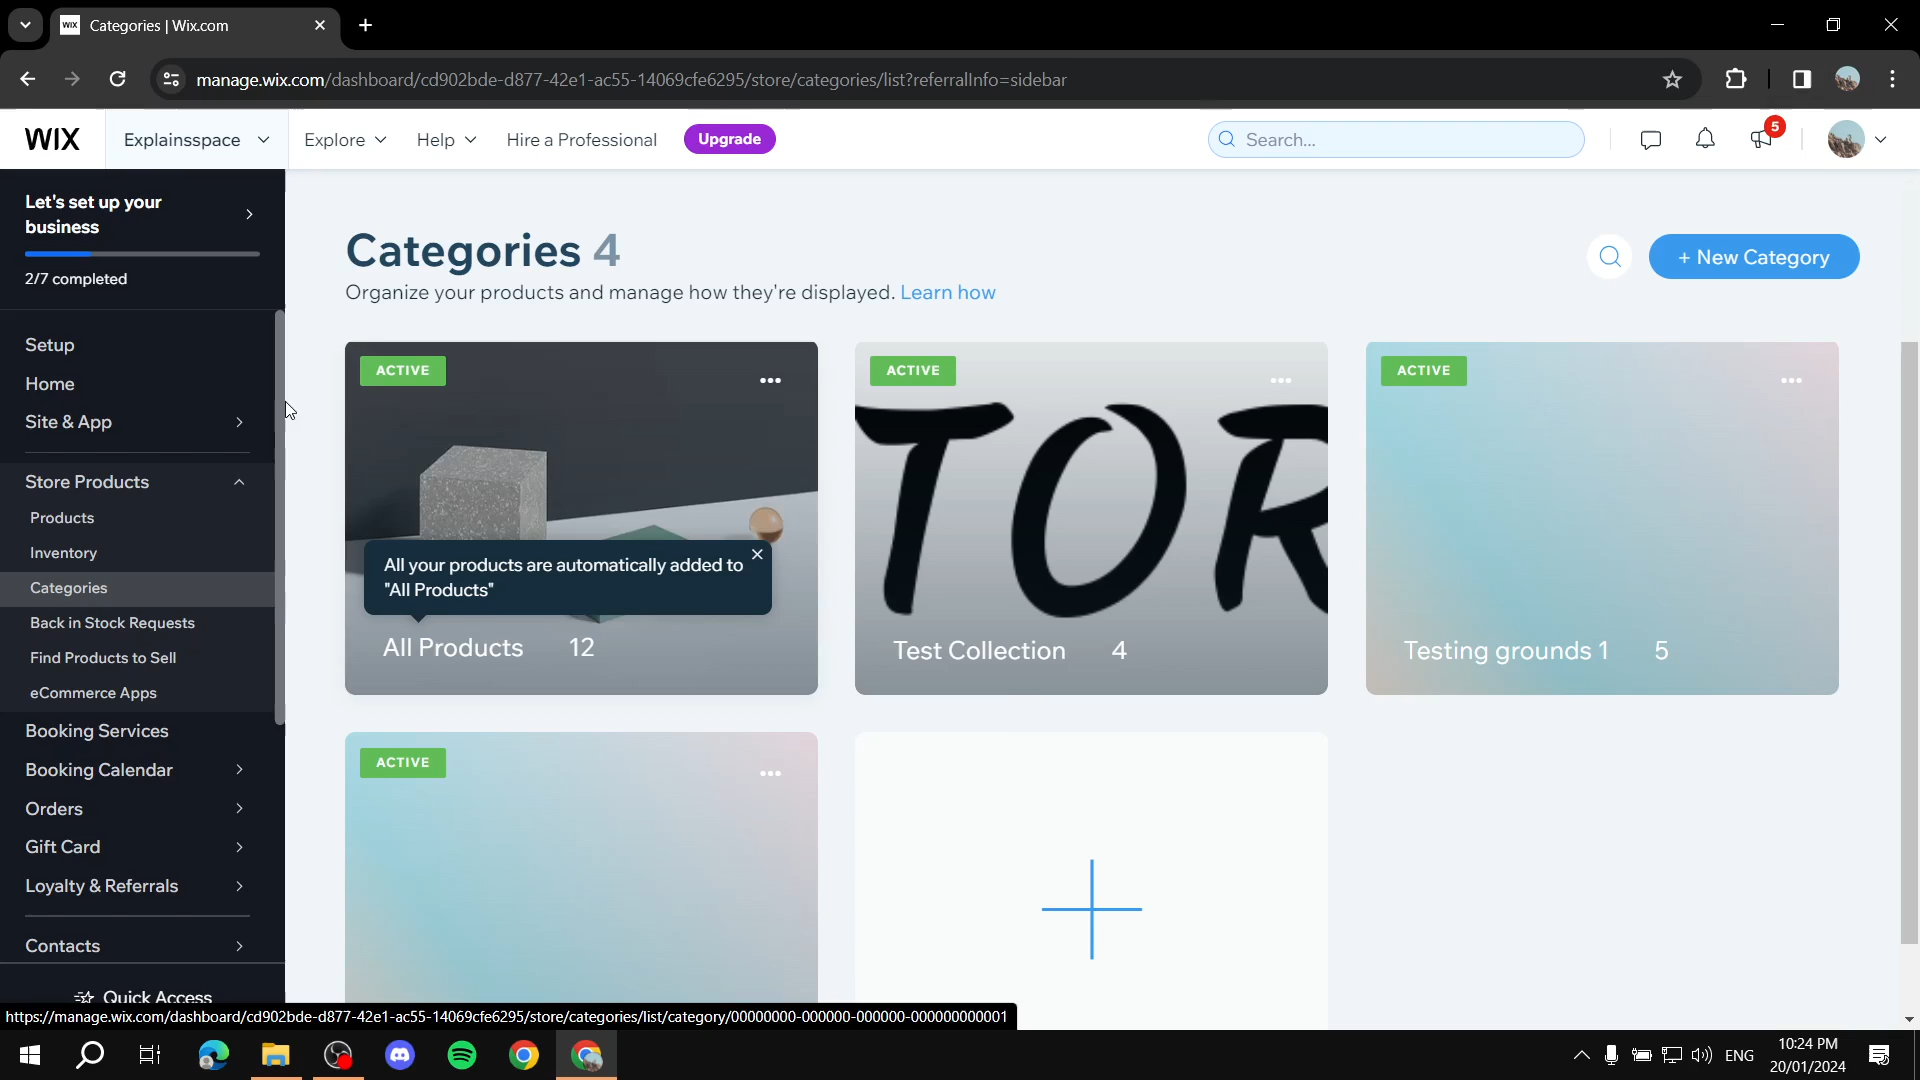 WIX Categories | Wix.com
manage.wix.com/dashboard/cd902bde-d877-42e1-ac55-14069cfe6295/store/categories/list?referralInfo=sidebar
WIX Explainsspace Explore Help Hire a Professional Upgrade Search... 5
Let's set up your
business
2/7 completed
Setup
Home
Site & App
Store Products
Products
Inventory
Categories
Back in Stock Requests
Find Products to Sell
eCommerce Apps
Booking Services
Booking Calendar
Orders
Gift Card
Loyalty & Referrals
Contacts
Quick Access
Categories 4
+ New Category
Organize your products and manage how they're displayed. Learn how
ACTIVE
All your products are automatically added to
"All Products"
All Products 12
ACTIVE
TOR
Test Collection 4
ACTIVE
Testing grounds 1 5
ACTIVE
https://manage.wix.com/dashboard/cd902bde-d877-42e1-ac55-14069cfe6295/store/categories/list/category/00000000-000000-000000-000000000001
ENG
10:24 PM
20/01/2024